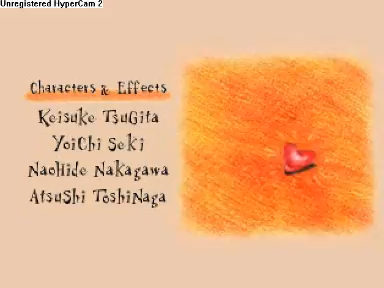 Unregistered HyperCam 2
Characters & Effects
Keisuke TsuGita
YoiChi Seki
NaoHide Nakagawa
AtsuShi ToshiNaga